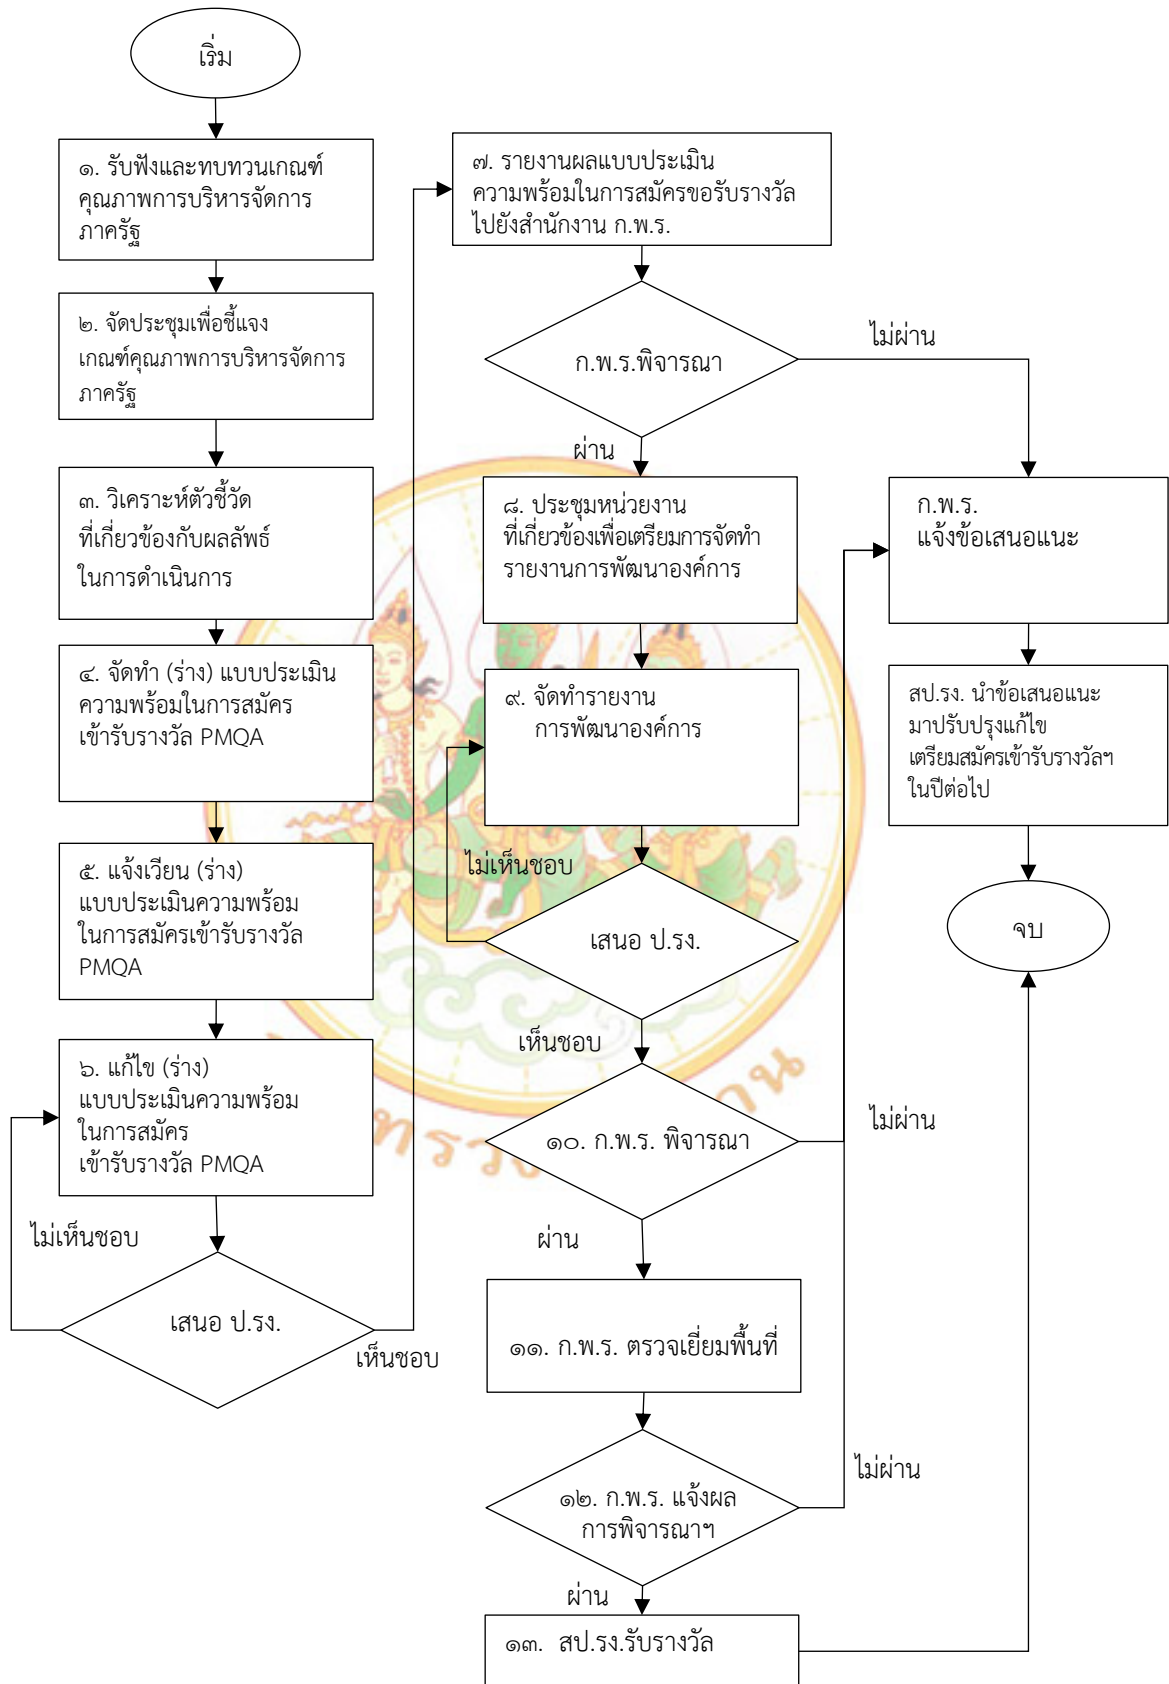 เริ่ม
๑. รับฟังและทบทวนเกณฑ์
คุณภาพการบริหารจัดการ
ภาครัฐ
๒. จัดประชุมเพื่อชี้แจง
เกณฑ์คุณภาพการบริหารจัดการ
ภาครัฐ
๓. วิเคราะห์ตัวชี้วัด
ที่เกี่ยวข้องกับผลลัพธ์
ในการดำเนินการ
๔. จัดทำ (ร่าง) แบบประเมิน
ความพร้อมในการสมัคร
เข้ารับรางวัล PMQA
๕. แจ้งเวียน (ร่าง)
แบบประเมินความพร้อม
ในการสมัครเข้ารับรางวัล
PMQA
๖. แก้ไข (ร่าง)
แบบประเมินความพร้อม
ในการสมัคร
เข้ารับรางวัล PMQA
ไม่เห็นชอบ
เสนอ ป.รง.
เห็นชอบ
๗. รายงานผลแบบประเมิน
ความพร้อมในการสมัครขอรับรางวัล
ไปยังสำนักงาน ก.พ.ร.
ก.พ.ร.พิจารณา
ไม่ผ่าน
ผ่าน
๘. ประชุมหน่วยงาน
ที่เกี่ยวข้องเพื่อเตรียมการจัดทำ
รายงานการพัฒนาองค์การ
๙. จัดทำรายงาน
การพัฒนาองค์การ
ไม่เห็นชอบ
เสนอ ป.รง.
เห็นชอบ
๑๐. ก.พ.ร. พิจารณา
ไม่ผ่าน
ผ่าน
๑๑. ก.พ.ร. ตรวจเยี่ยมพื้นที่
๑๒. ก.พ.ร. แจ้งผล
การพิจารณาฯ
ไม่ผ่าน
ผ่าน
๑๓. สป.รง.รับรางวัล
ก.พ.ร.
แจ้งข้อเสนอแนะ
สป.รง. นำข้อเสนอแนะ
มาปรับปรุงแก้ไข
เตรียมสมัครเข้ารับรางวัลฯ
ในปีต่อไป
จบ